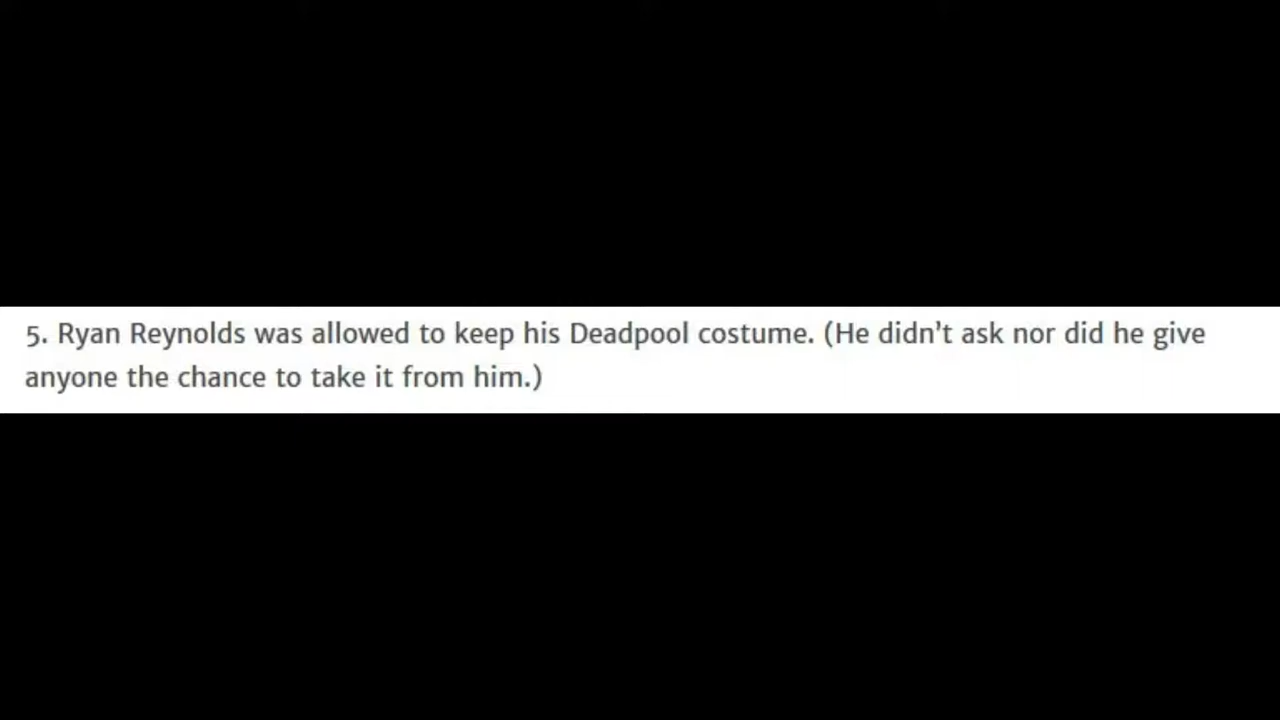 5. Ryan Reynolds was allowed to keep his Deadpool costume. (He didn’t ask nor did he give
anyone the chance to take it from him.)